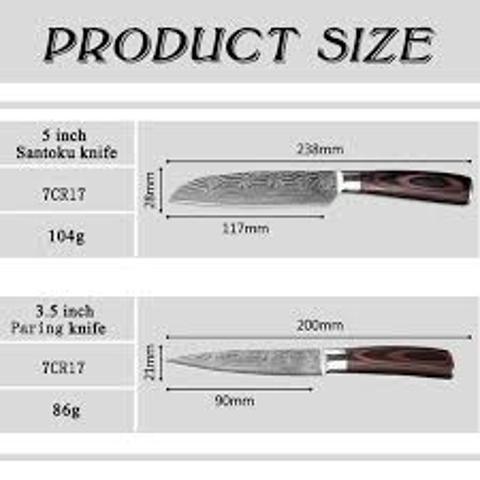 PRODUCT SIZE
5 inch
Santoku knife
7CR17
104g
238mm
28mm
117mm
3.5 inch
Paring knife
7CR17
86g
200mm
21mm
90mm